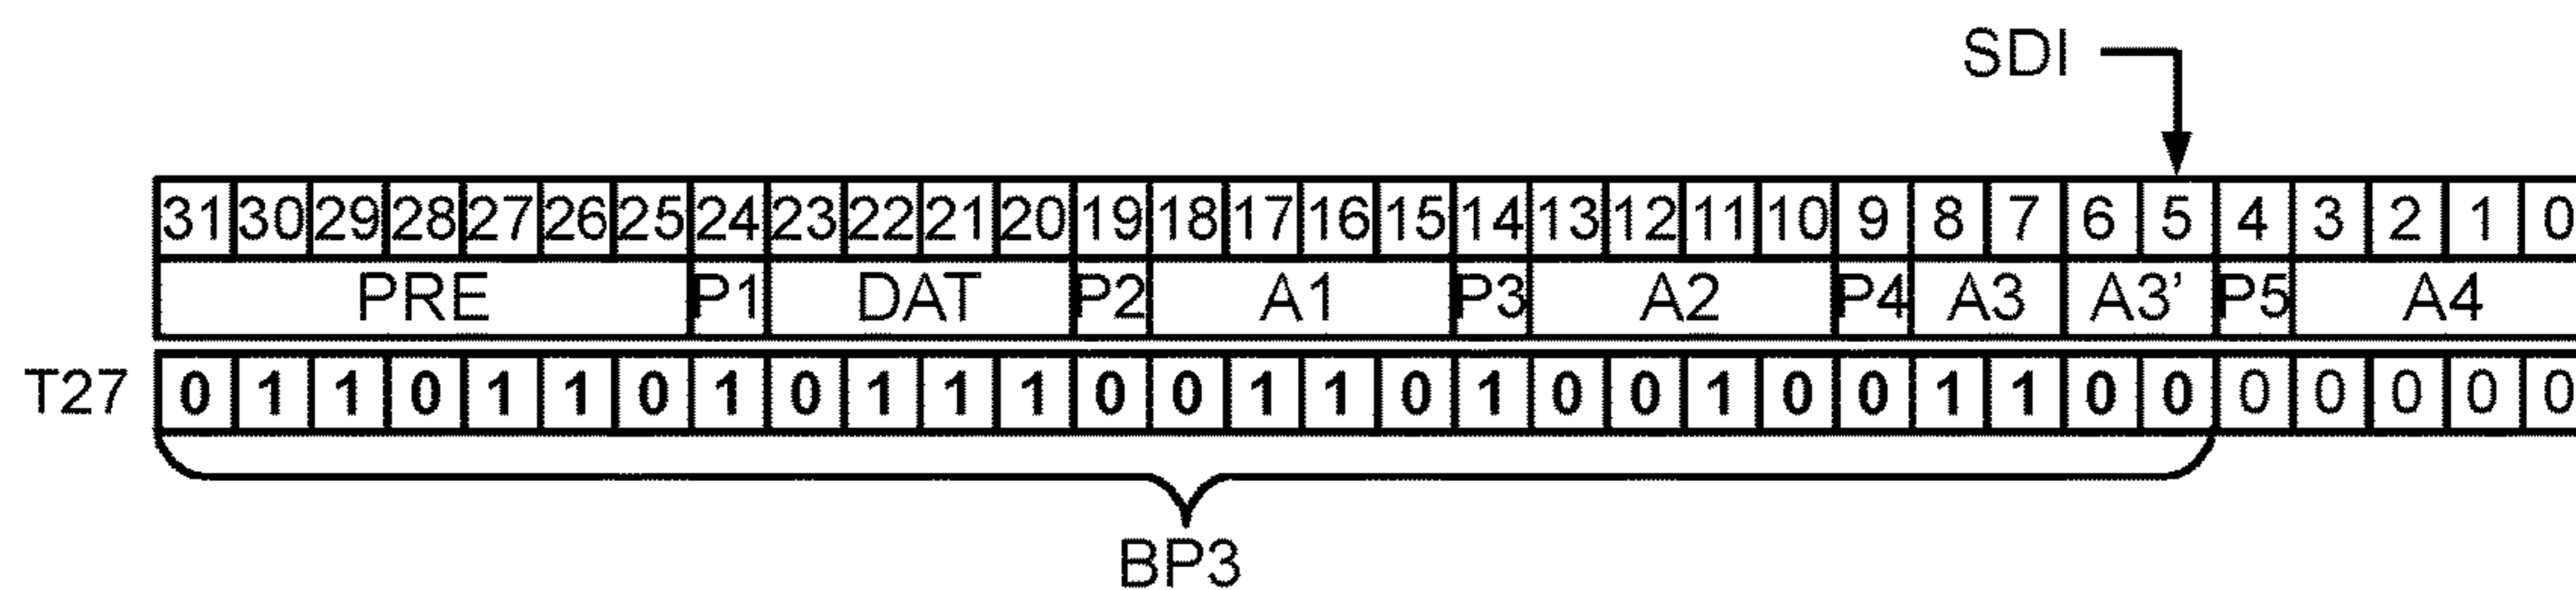 SDI
31 30 29 28 27 26 25 24 23 22 21 20 19 18 17 16 15 14 13 12 11 10 9 8 7 6 5 4 3 2 1 0
PRE P1 DAT P2 A1 P3 A2 P4 A3 A3’ P5 A4
T27 0 1 1 0 1 1 0 1 0 1 1 1 0 0 1 1 0 1 0 0 1 0 0 1 1 0 0 0 0 0 0 0
BP3